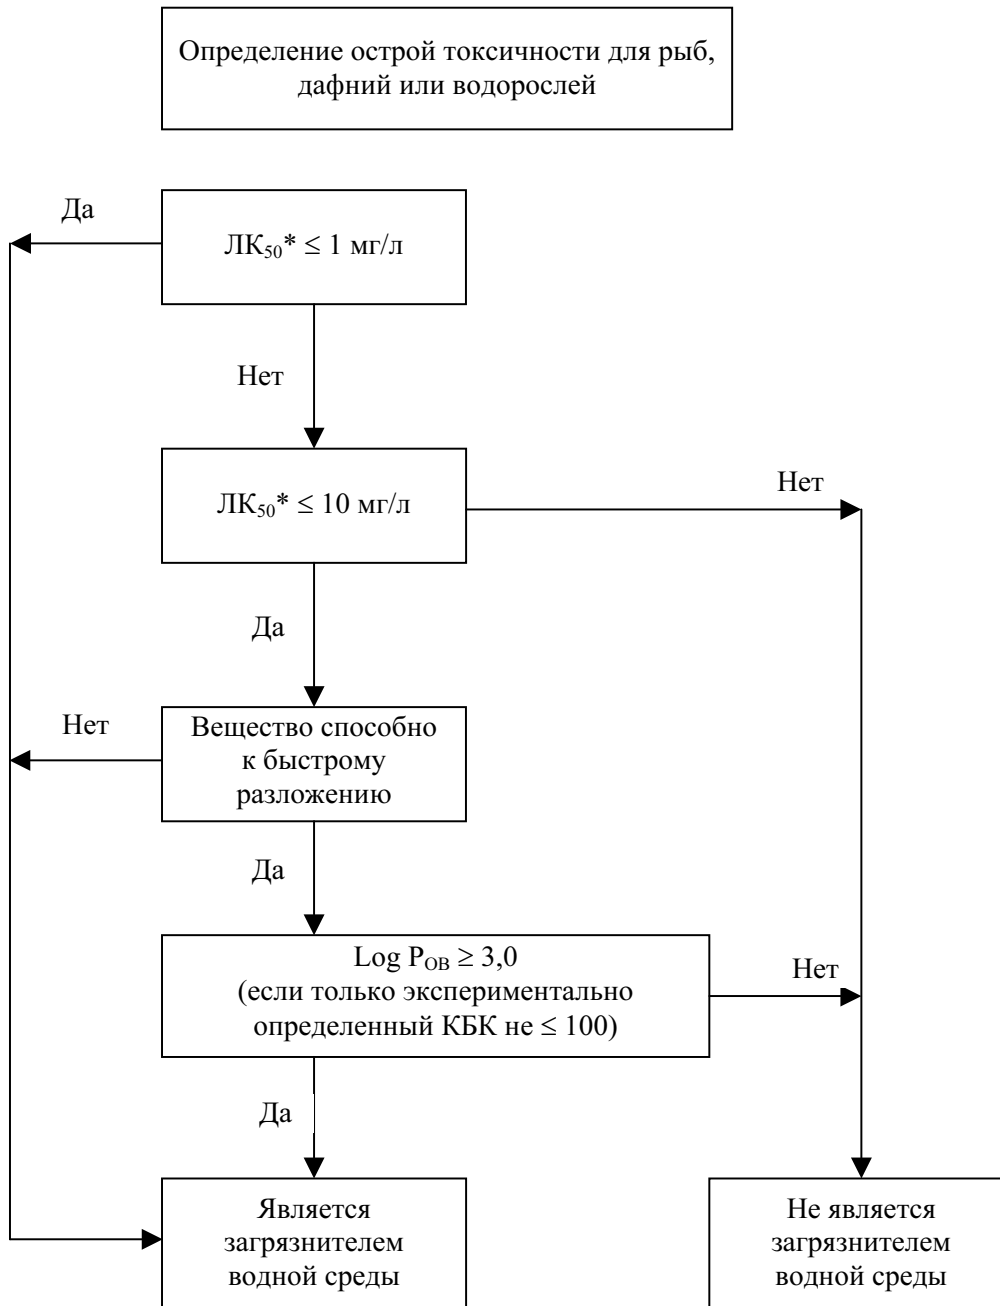 Определение острой токсичности для рыб,
дафний или водорослей
Да
ЛК50* ≤ 1 мг/л
Нет
ЛК50* ≤ 10 мг/л
Нет
Да
Нет
Вещество способно
к быстрому
разложению
Да
Log PОВ ≥ 3,0
(если только экспериментально
определенный КБК не ≤ 100)
Нет
Да
Является
загрязнителем
водной среды
Не является
загрязнителем
водной среды